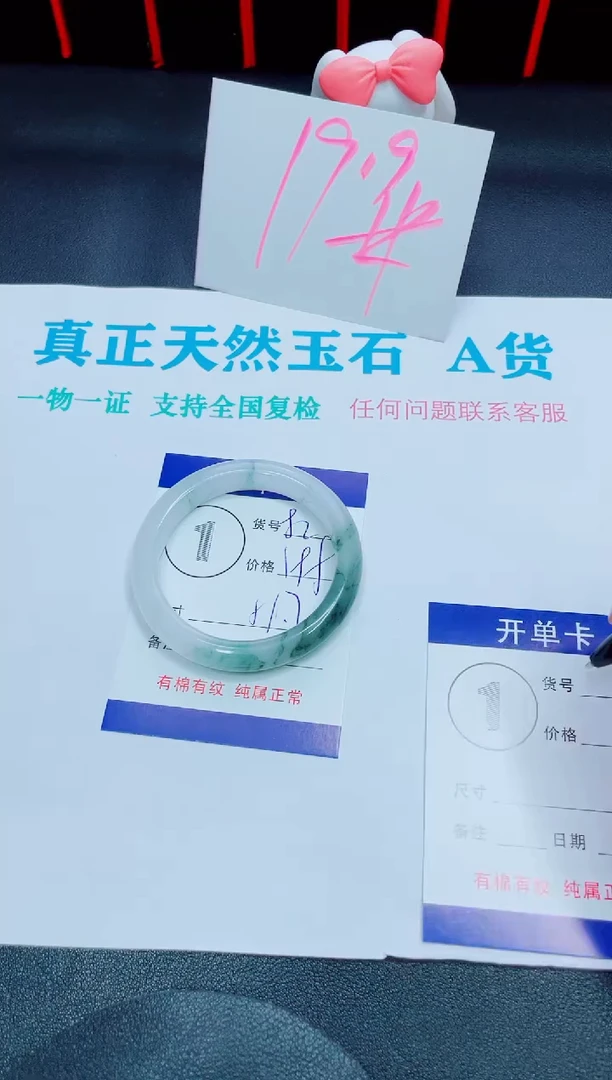 19.9
真正天然玉石 A货
一物一证 支持全国复检 任何问题联系客服
1
货号
价格
寸
备
有棉有纹 纯属正常
开单卡
1
货号
价格
尺寸
备注 日期
有棉有纹 纯属正